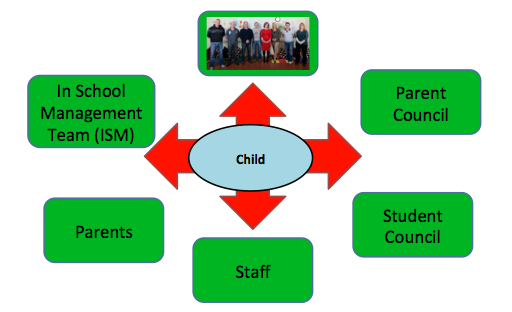 In School
Management
Team (ISM)
Parent
Council
Child
Parents
Student
Council
Staff